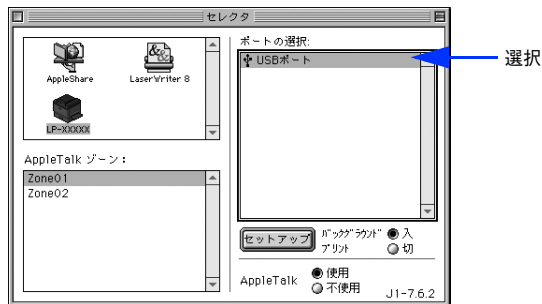 セレクタ
AppleShare
LaserWriter 8
LP-XXXXX
AppleTalk ゾーン：
Zone01
Zone02
ポートの選択:
USBポート
選択
セットアップ
バックグラウンド
プリント
入
切
AppleTalk
使用
不使用
J1-7.6.2